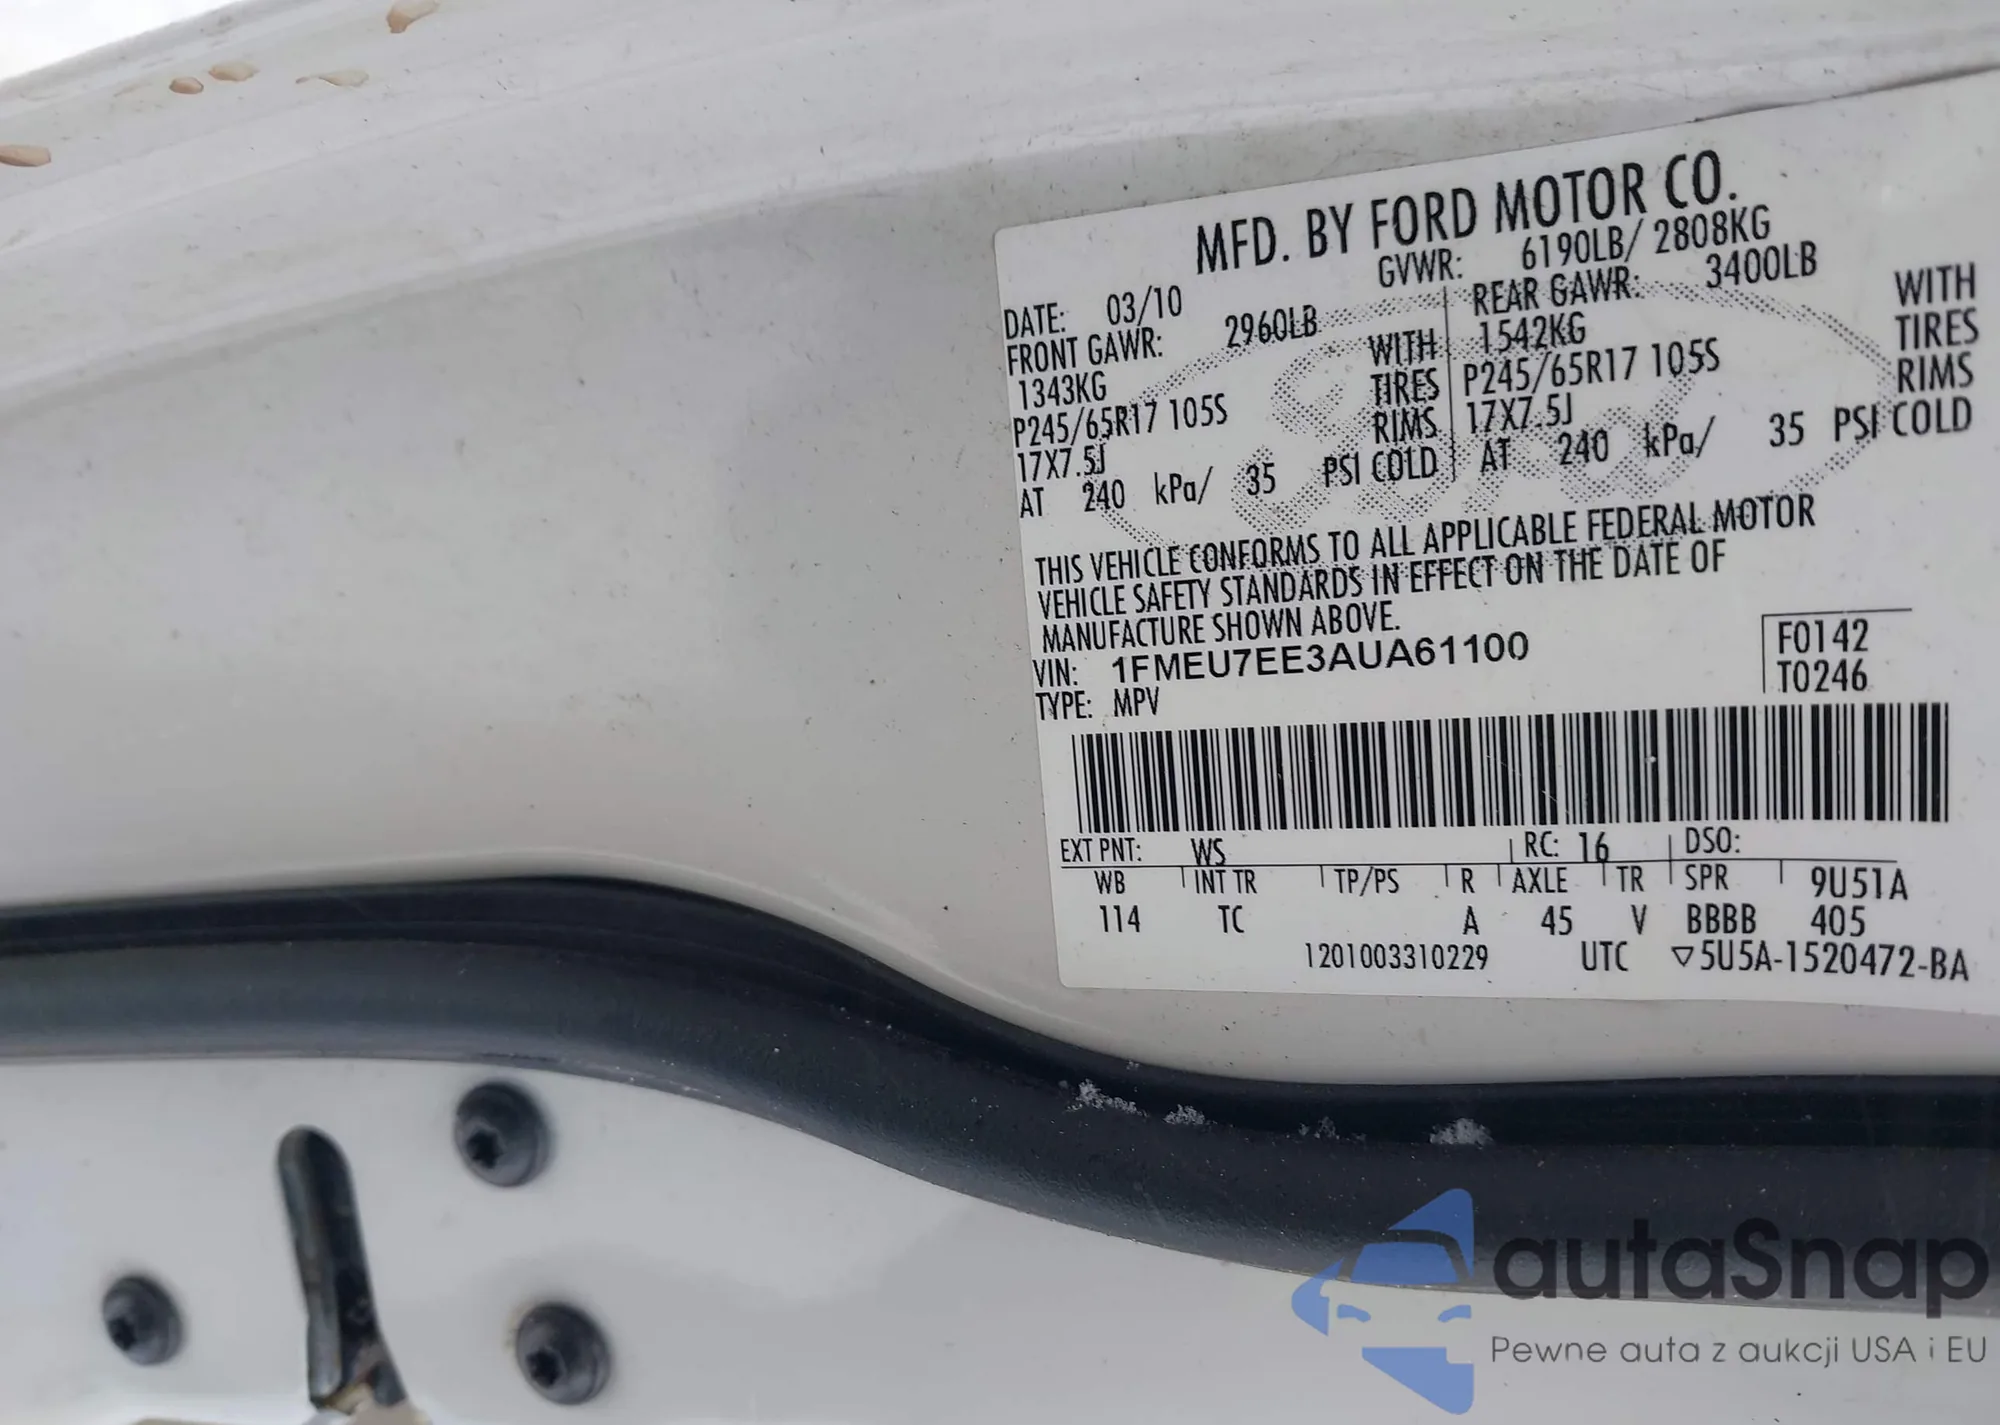 MFD. BY FORD MOTOR CO.
DATE: 03/10 GVWR: 6190LB/ 2808KG
FRONT GAWR: 2960LB REAR GAWR: 3400LB
1343KG WITH 1542KG WITH
P245/65R17 105S TIRES P245/65R17 105S TIRES
17X7.5J RIMS 17X7.5J RIMS
AT 240 kPa/ 35 PSI COLD AT 240 kPa/ 35 PSI COLD
THIS VEHICLE CONFORMS TO ALL APPLICABLE FEDERAL MOTOR
VEHICLE SAFETY STANDARDS IN EFFECT ON THE DATE OF
MANUFACTURE SHOWN ABOVE.
VIN: 1FMEU7EE3AUA61100 F0142
TYPE: MPV T0246
EXT PNT: WS RC: 16 DSO:
WB INT TR TP/PS R AXLE TR SPR 9U51A
114 TC A 45 V BBBB 405
1201003310229 UTC ▽5U5A-1520472-BA
autaSnap
Pewne auta z aukcji USA i EU